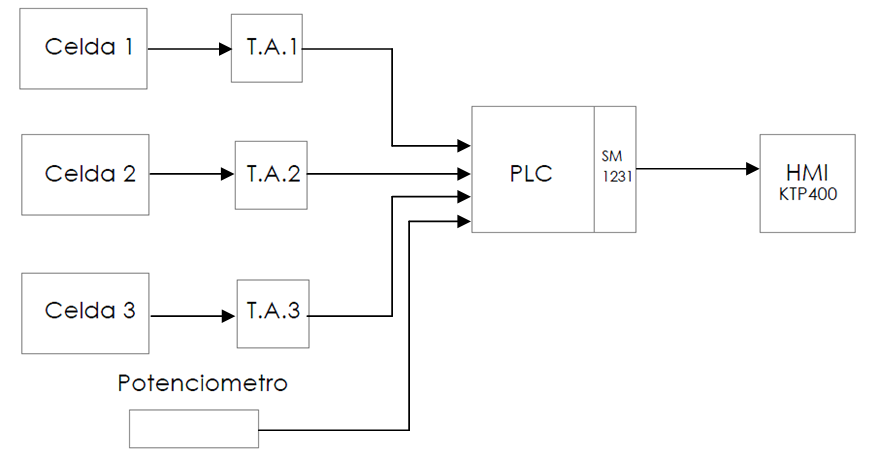 Celda 1
T.A.1
Celda 2
T.A.2
PLC
SM
1231
HMI
KTP400
Celda 3
T.A.3
Potenciometro